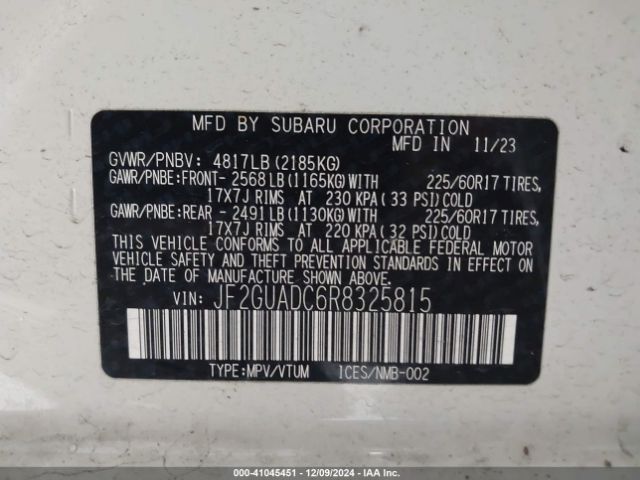 MFD BY SUBARU CORPORATION
MFD IN 11/23
GVWR/PNBV: 4817LB (2185KG)
GAWR/PNBE:FRONT- 2568LB (1165KG) WITH 225/60R17 TIRES,
17X7J RIMS AT 230 KPA (33 PSI) COLD
GAWR/PNBE:REAR - 2491LB (1130KG) WITH 225/60R17 TIRES,
17X7J RIMS AT 220 KPA (32 PSI) COLD
THIS VEHICLE CONFORMS TO ALL APPLICABLE FEDERAL MOTOR
VEHICLE SAFETY AND THEFT PREVENTION STANDARDS IN EFFECT ON
THE DATE OF MANUFACTURE SHOWN ABOVE.
VIN: JF2GUADC6R8325815
TYPE:MPV/VTUM ICES/NMB-002
000-41045451 - 12/09/2024 - IAA Inc.